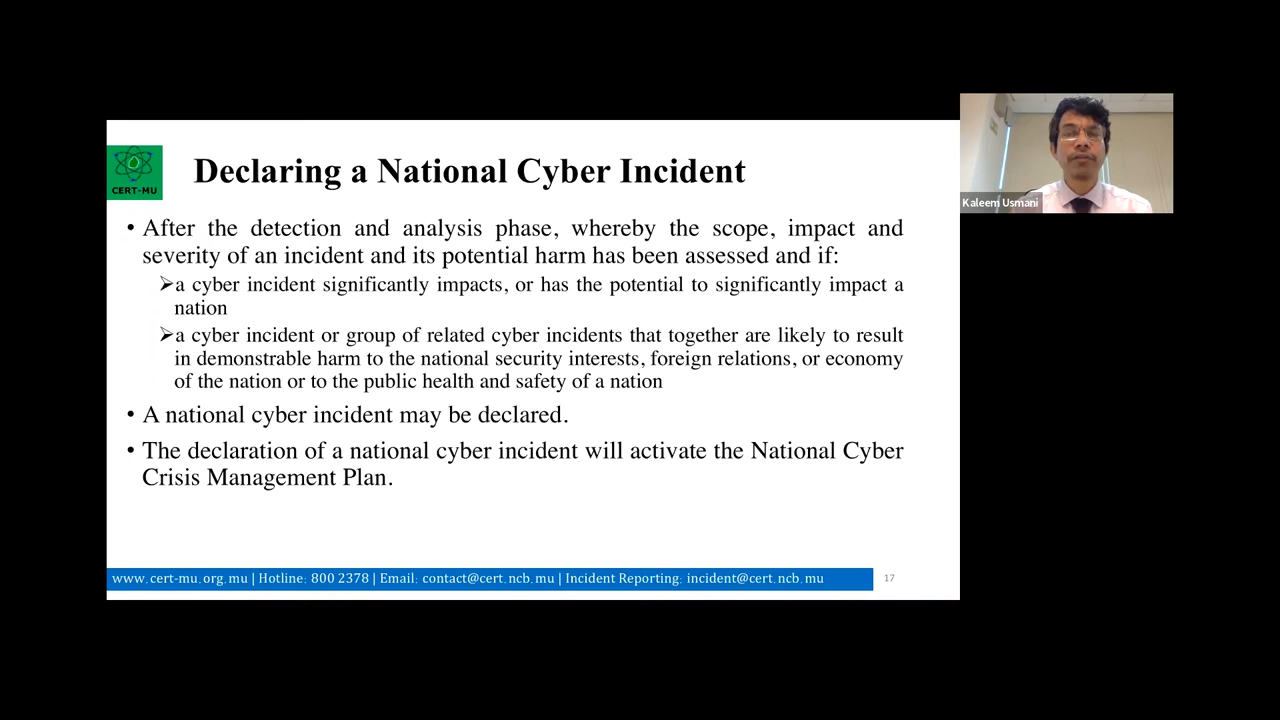 CERT-MU
Declaring a National Cyber Incident
• After the detection and analysis phase, whereby the scope, impact and
severity of an incident and its potential harm has been assessed and if:
➢a cyber incident significantly impacts, or has the potential to significantly impact a
nation
➢a cyber incident or group of related cyber incidents that together are likely to result
in demonstrable harm to the national security interests, foreign relations, or economy
of the nation or to the public health and safety of a nation
• A national cyber incident may be declared.
• The declaration of a national cyber incident will activate the National Cyber
Crisis Management Plan.
www.cert-mu.org.mu | Hotline: 800 2378 | Email: contact@cert.ncb.mu | Incident Reporting: incident@cert.ncb.mu
17
Kaleem Usmani